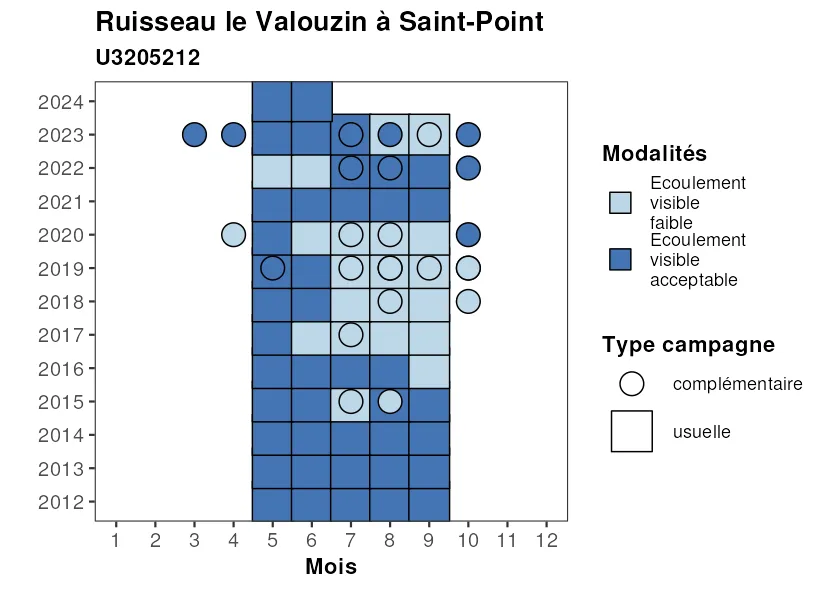 Ruisseau le Valouzin à Saint-Point
U3205212
2024
2023
2022
2021
2020
2019
2018
2017
2016
2015
2014
2013
2012
1 2 3 4 5 6 7 8 9 10 11 12
Mois
Modalités
Ecoulement
visible
faible
Ecoulement
visible
acceptable
Type campagne
complémentaire
usuelle